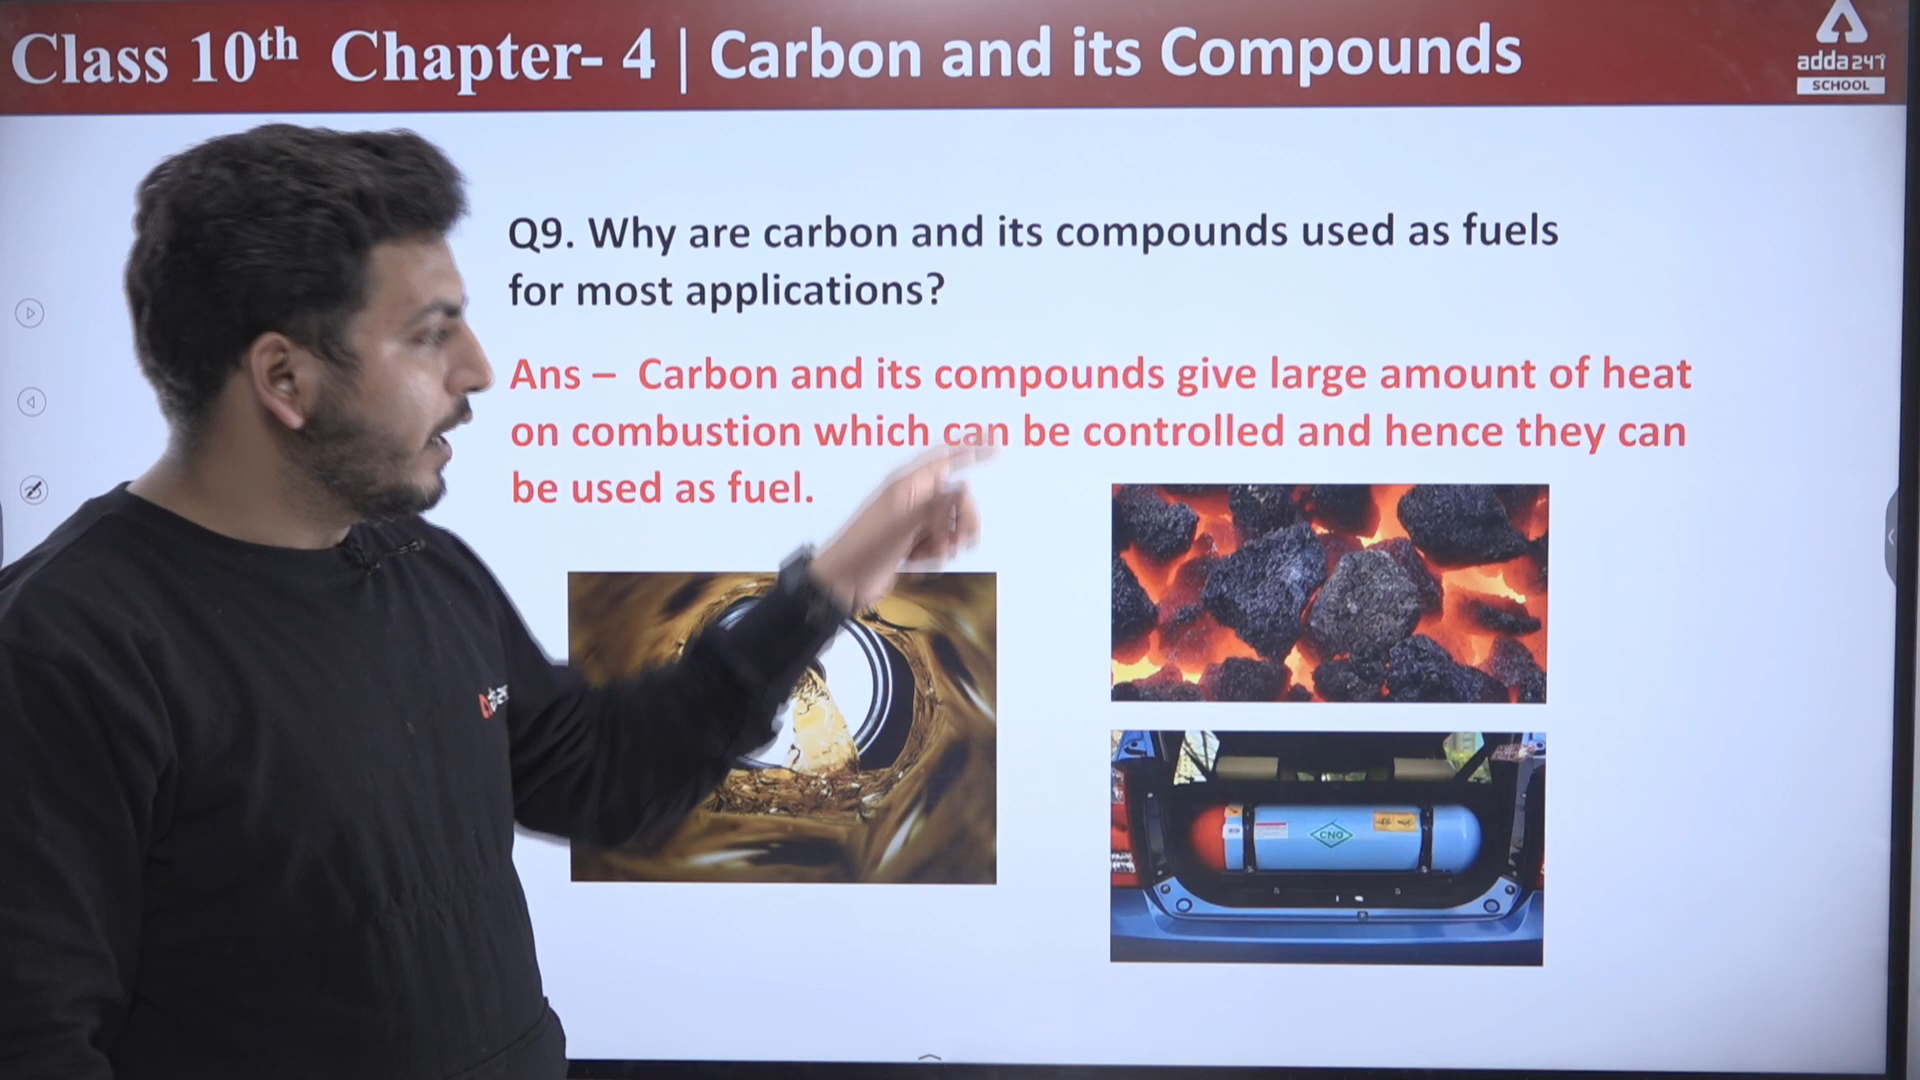 Class 10th Chapter- 4 | Carbon and its Compounds
adda247
SCHOOL
Q9. Why are carbon and its compounds used as fuels
for most applications?
Ans – Carbon and its compounds give large amount of heat
on combustion which can be controlled and hence they can
be used as fuel.
CNG